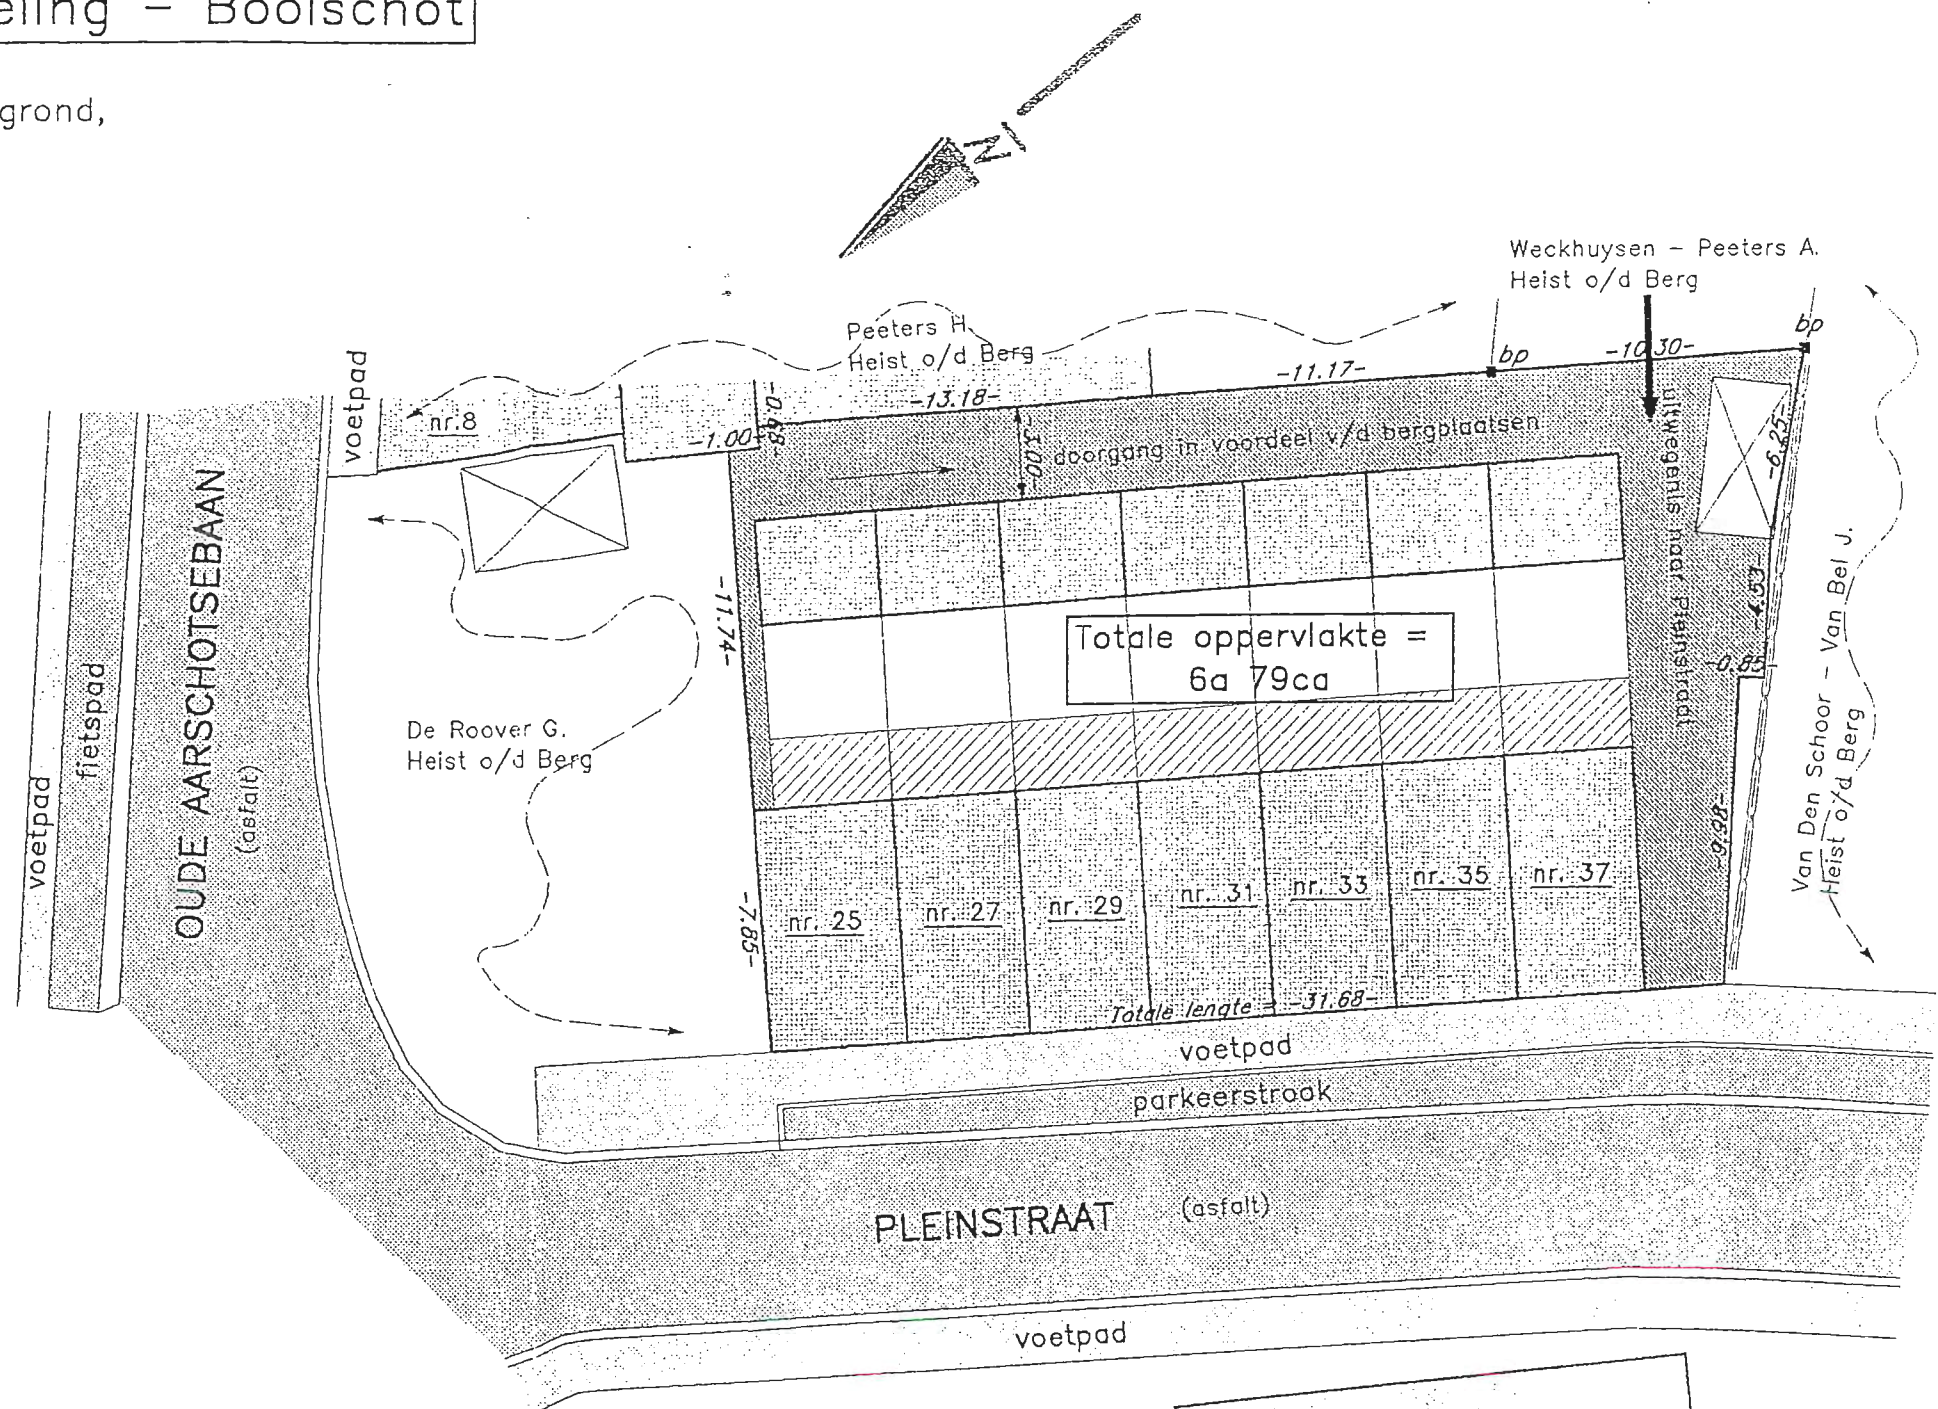 eling - Booischot
grond,
N
Weckhuysen - Peeters A.
Heist o/d Berg
Peeters H.
Heist o/d Berg
bp
bp
-10.30-
-11.17-
-13.18-
-0.68-
-1.00-
-3.00-
nr.8
voetpad
doorgang in voordeel v/d bergplaatsen
uitwegenis naar Pleinstraat
-6.25-
-4.53-
-0.85-
-9.98-
Van Den Schoor - Van Bel J.
Heist o/d Berg
OUDE AARSCHOTSEBAAN
(asfalt)
fietspad
voetpad
De Roover G.
Heist o/d Berg
-11.74-
-7.85-
Totale oppervlakte =
6a 79ca
nr. 25
nr. 27
nr. 29
nr. 31
nr. 33
nr. 35
nr. 37
Totale lengte = -31.68-
voetpad
parkeerstrook
PLEINSTRAAT
(asfalt)
voetpad